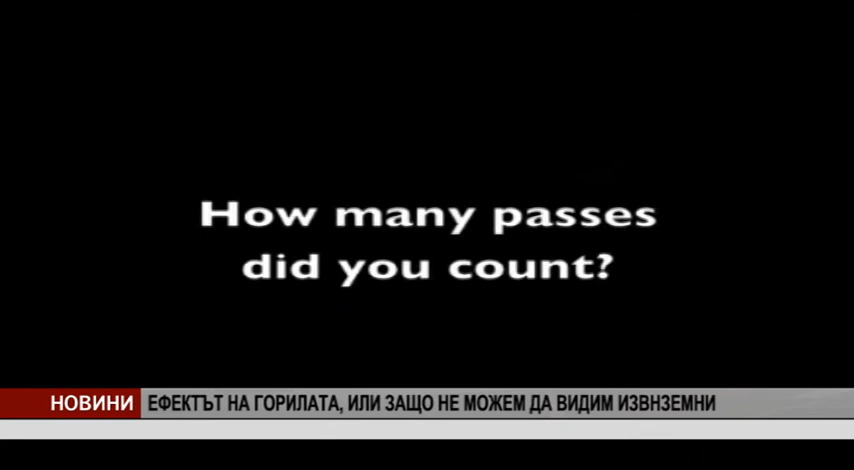 How many passes
did you count?
НОВИНИ ЕФЕКТЪТ НА ГОРИЛАТА, ИЛИ ЗАЩО НЕ МОЖЕМ ДА ВИДИМ ИЗВНЗЕМНИ